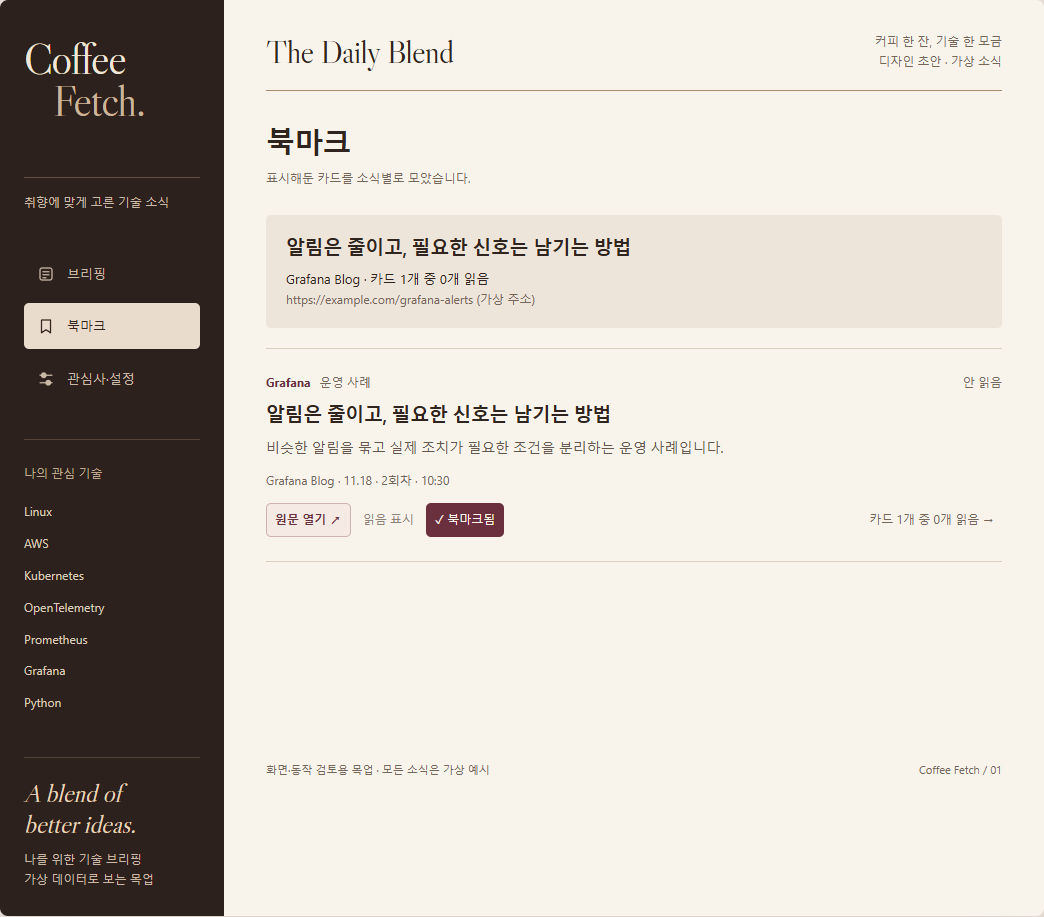 Coffee
Fetch.
취향에 맞게 고른 기술 소식
브리핑
북마크
관심사·설정
나의 관심 기술
Linux
AWS
Kubernetes
OpenTelemetry
Prometheus
Grafana
Python
A blend of
better ideas.
나를 위한 기술 브리핑
가상 데이터로 보는 목업
The Daily Blend
커피 한 잔, 기술 한 모금
디자인 초안 · 가상 소식
북마크
표시해둔 카드를 소식별로 모았습니다.
알림은 줄이고, 필요한 신호는 남기는 방법
Grafana Blog · 카드 1개 중 0개 읽음
https://example.com/grafana-alerts (가상 주소)
Grafana 운영 사례
안 읽음
알림은 줄이고, 필요한 신호는 남기는 방법
비슷한 알림을 묶고 실제 조치가 필요한 조건을 분리하는 운영 사례입니다.
Grafana Blog · 11.18 · 2회차 · 10:30
원문 열기 ↗ 읽음 표시 ✓ 북마크됨
카드 1개 중 0개 읽음 →
화면·동작 검토용 목업 · 모든 소식은 가상 예시
Coffee Fetch / 01